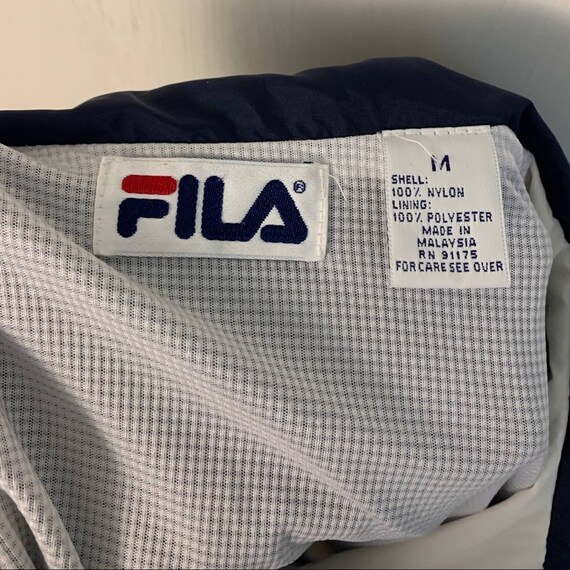 FILA®
M
SHELL:
100% NYLON
LINING:
100% POLYESTER
MADE IN
MALAYSIA
RN 91175
FOR CARE SEE OVER